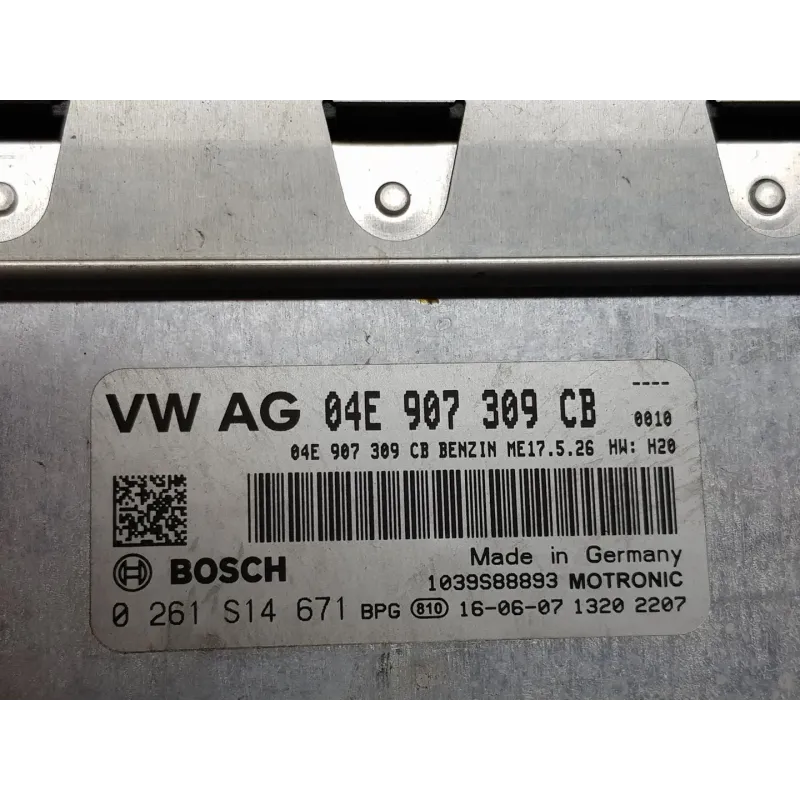 VW AG 04E 907 309 CB ---- 0010
04E 907 309 CB BENZIN ME17.5.26 HW: H20
Made in Germany
BOSCH 1039S88893 MOTRONIC
0 261 S14 671 BPG 810 16-06-07 1320 2207